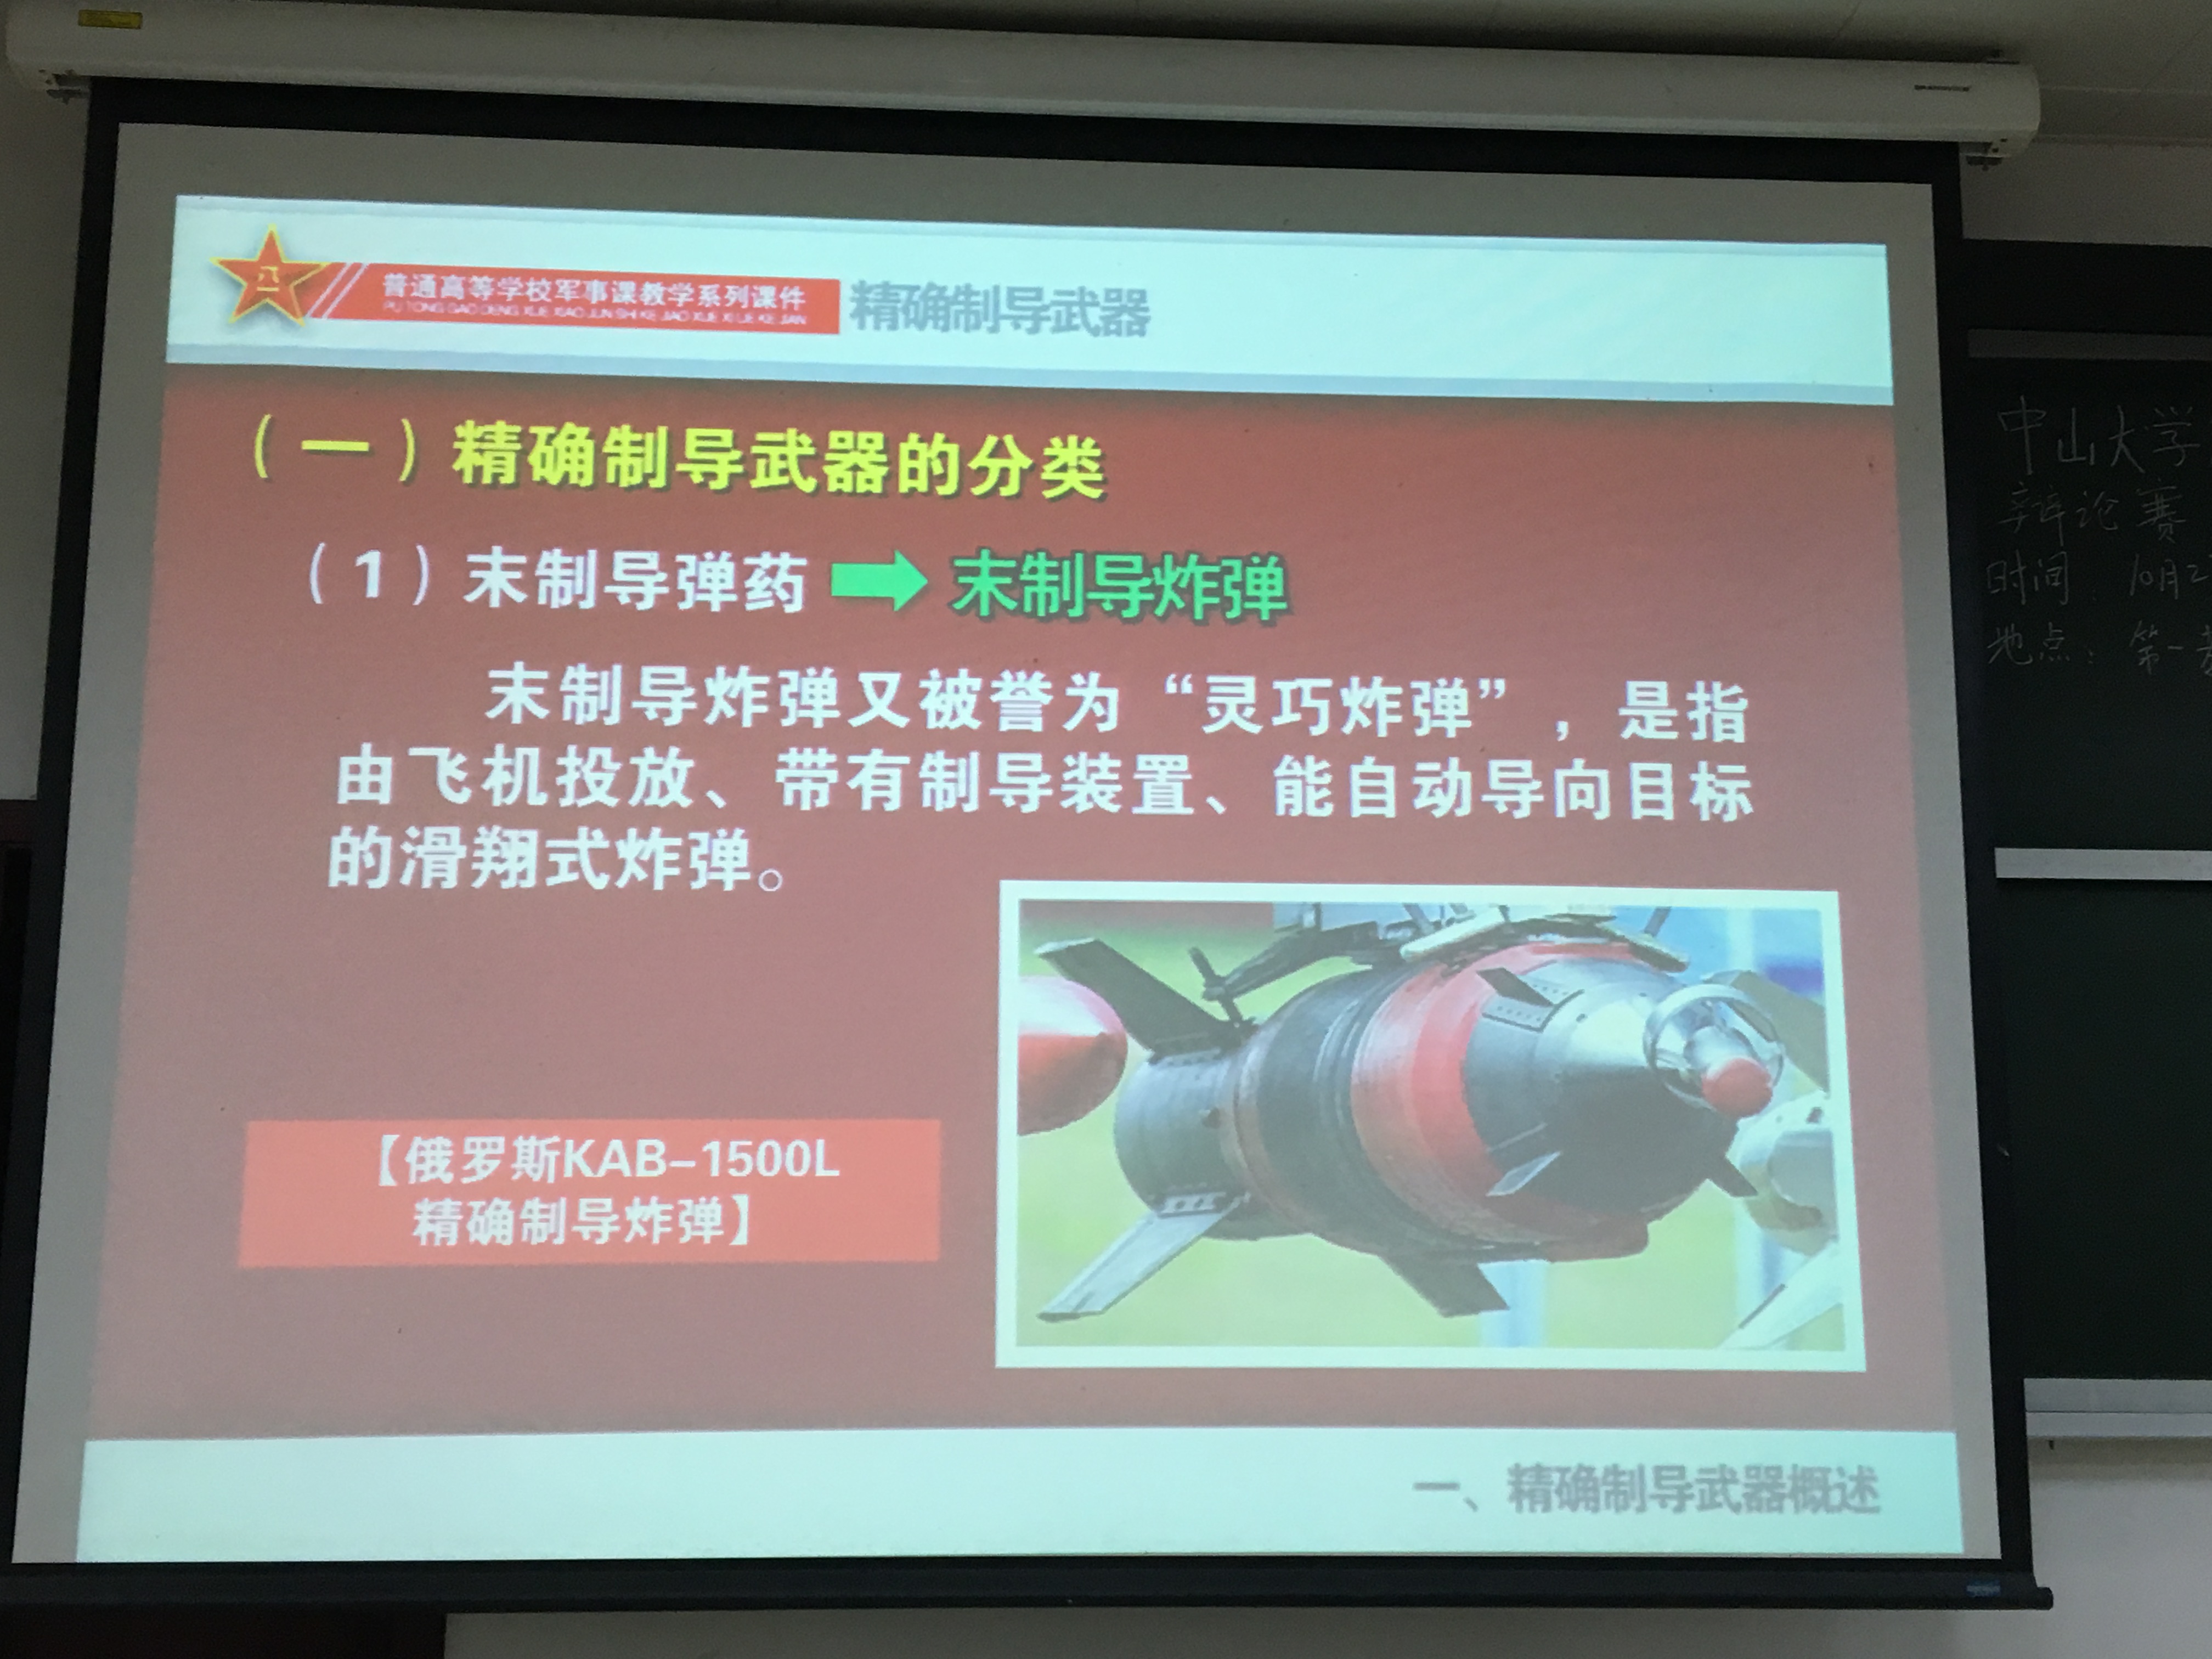 八一
普通高等学校军事课教学系列课件
PU TONG GAO DENG XUE XIAO JUN SHI KE JIAO XUE XI LIE KE JIAN
精确制导武器
（一）精确制导武器的分类
（1）末制导弹药
末制导炸弹
末制导炸弹又被誉为“灵巧炸弹”，是指
由飞机投放、带有制导装置、能自动导向目标
的滑翔式炸弹。
【俄罗斯KAB-1500L
精确制导炸弹】
一、精确制导武器概述
中山大学
辩论赛
时间：10月2
地点：第一